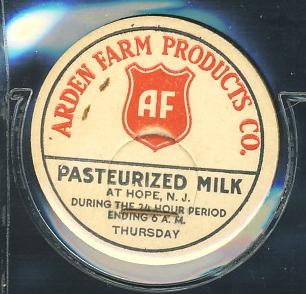 ARDEN FARM PRODUCTS CO.
AF
PASTEURIZED MILK
AT HOPE, N. J.
DURING THE 24 HOUR PERIOD
ENDING 6 A. M.
THURSDAY